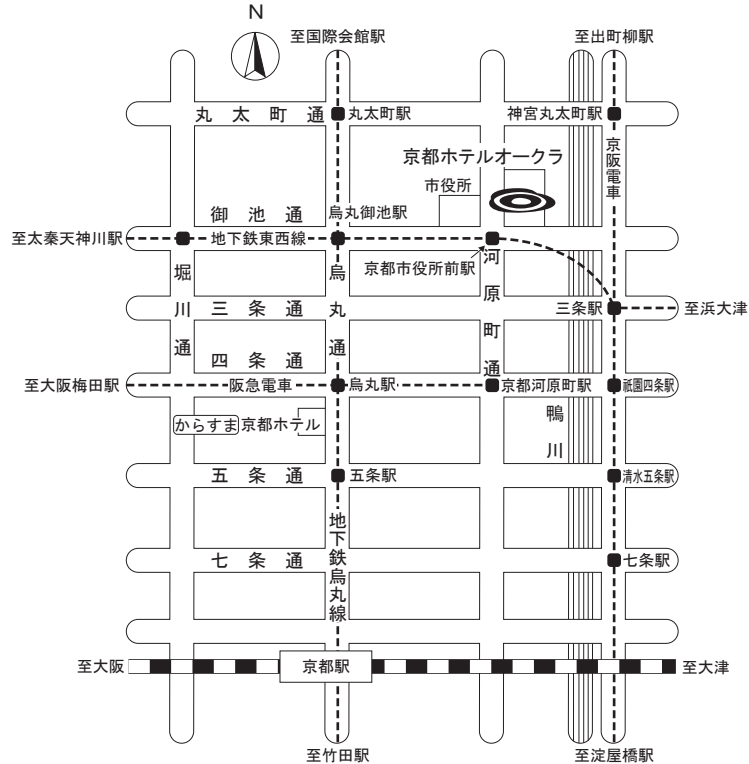 N
至国際会館駅
至出町柳駅
丸太町通
丸太町駅
神宮丸太町駅
京阪電車
京都ホテルオークラ
市役所
御池通
烏丸御池駅
至太秦天神川駅
地下鉄東西線
京都市役所前駅
河原町通
堀川通
烏丸通
三条通
三条駅
至浜大津
四条通
至大阪梅田駅
阪急電車
烏丸駅
京都河原町駅
祇園四条駅
からすま京都ホテル
鴨川
五条通
五条駅
清水五条駅
地下鉄烏丸線
七条通
七条駅
至大阪
京都駅
至大津
至竹田駅
至淀屋橋駅